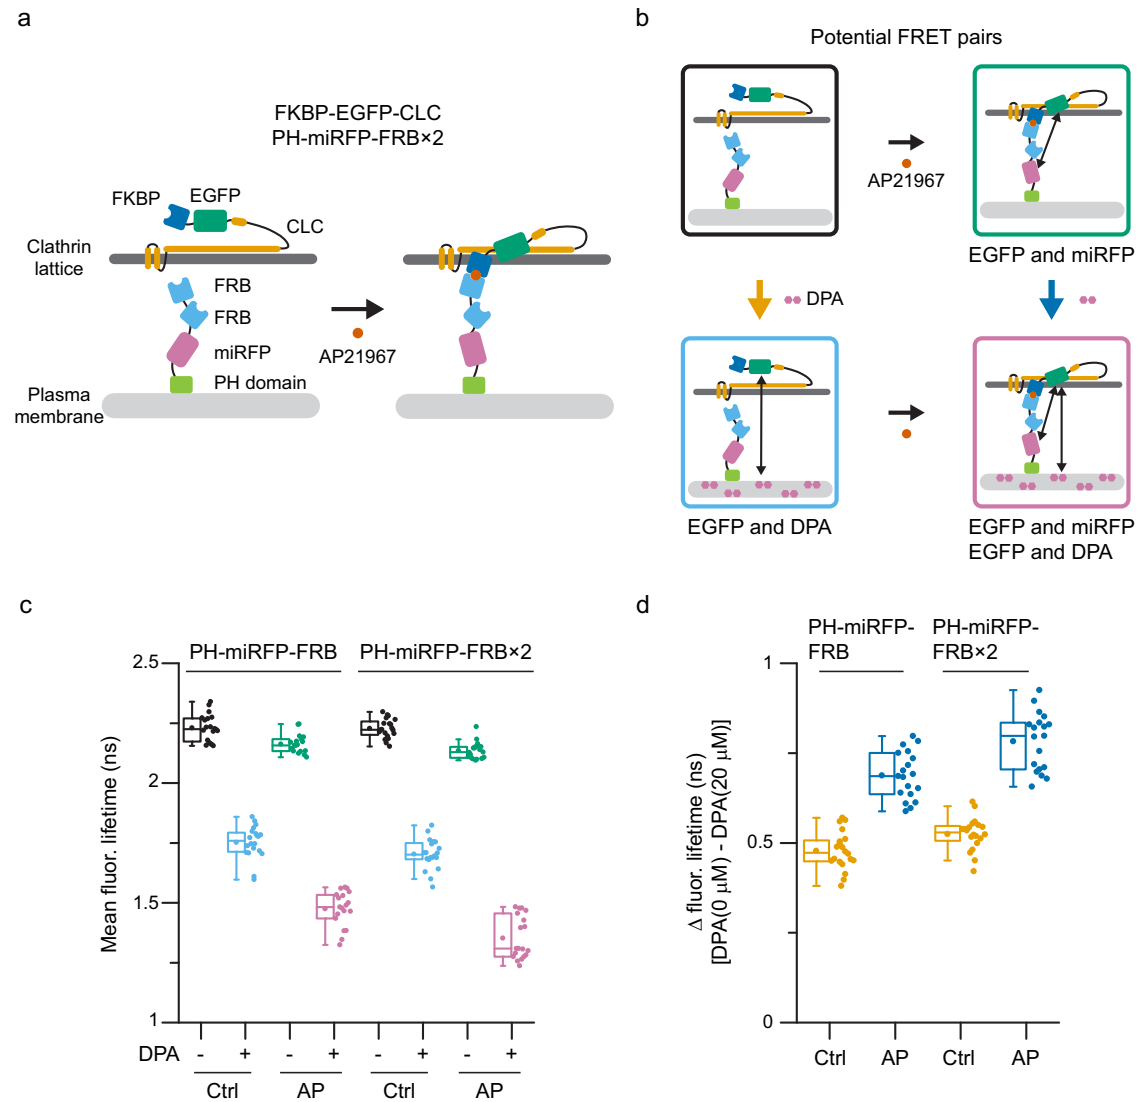 a
FKBP-EGFP-CLC
PH-miRFP-FRB×2
FKBP
EGFP
CLC
Clathrin
lattice
FRB
FRB
miRFP
PH domain
AP21967
Plasma
membrane
b
Potential FRET pairs
AP21967
EGFP and miRFP
DPA
EGFP and DPA
EGFP and miRFP
EGFP and DPA
c
PH-miRFP-FRB
PH-miRFP-FRB×2
Mean fluor. lifetime (ns)
2.5
2
1.5
1
DPA
- + - + - + - +
Ctrl AP Ctrl AP
d
PH-miRFP-
FRB
PH-miRFP-
FRB×2
Δ fluor. lifetime (ns)
[DPA(0 μM) - DPA(20 μM)]
1
0.5
0
Ctrl AP Ctrl AP